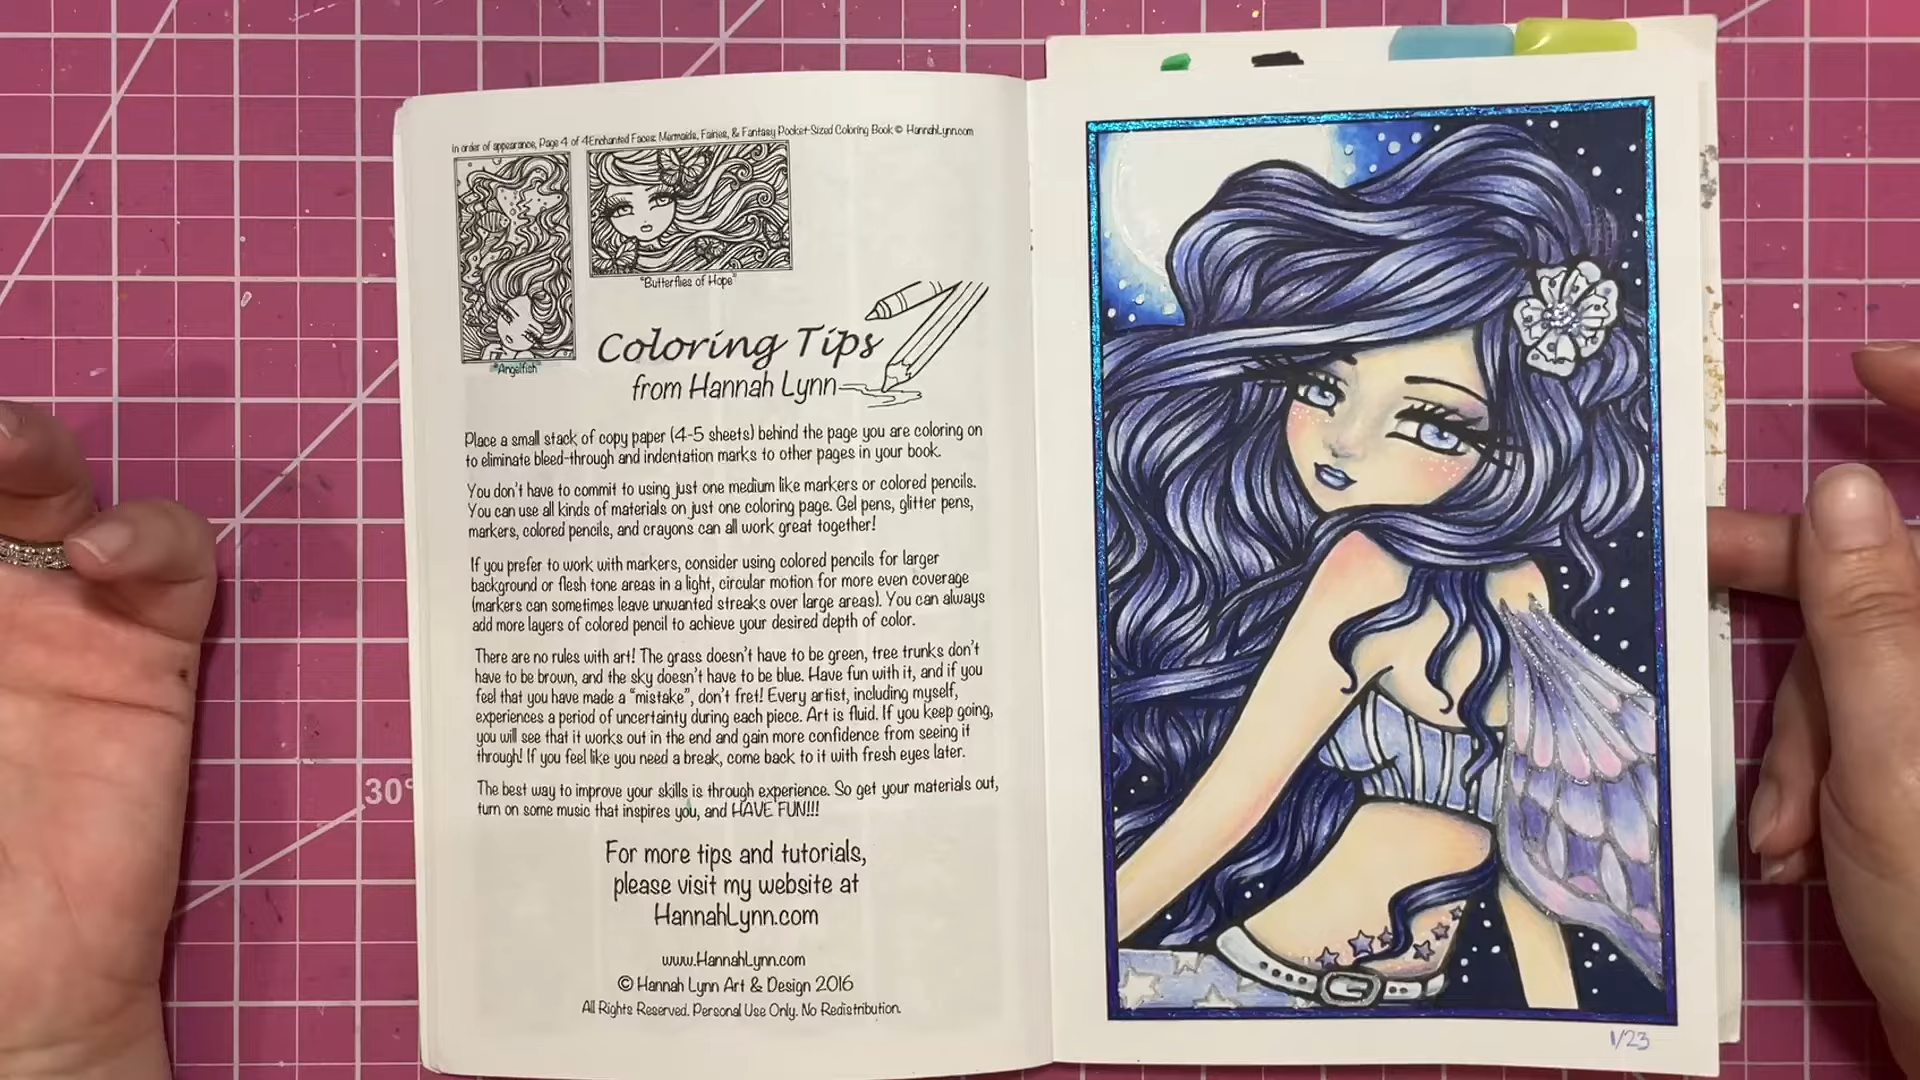 In order of appearance, Page 4 of 4Enchanted Faces: Mermaids, Fairies, & Fantasy Pocket-Sized Coloring Book © HannahLynn.com
"Butterflies of Hope"
"Angelfish"
Coloring Tips
from Hannah Lynn
Place a small stack of copy paper (4-5 sheets) behind the page you are coloring on
to eliminate bleed-through and indentation marks to other pages in your book.
You don't have to commit to using just one medium like markers or colored pencils.
You can use all kinds of materials on just one coloring page. Gel pens, glitter pens,
markers, colored pencils, and crayons can all work great together!
If you prefer to work with markers, consider using colored pencils for larger
background or flesh tone areas in a light, circular motion for more even coverage
(markers can sometimes leave unwanted streaks over large areas). You can always
add more layers of colored pencil to achieve your desired depth of color.
There are no rules with art! The grass doesn't have to be green, tree trunks don't
have to be brown, and the sky doesn't have to be blue. Have fun with it, and if you
feel that you have made a "mistake", don't fret! Every artist, including myself,
experiences a period of uncertainty during each piece. Art is fluid. If you keep going,
you will see that it works out in the end and gain more confidence from seeing it
through! If you feel like you need a break, come back to it with fresh eyes later.
The best way to improve your skills is through experience. So get your materials out,
turn on some music that inspires you, and HAVE FUN!!!
For more tips and tutorials,
please visit my website at
HannahLynn.com
www.HannahLynn.com
© Hannah Lynn Art & Design 2016
All Rights Reserved. Personal Use Only. No Redistribution.
1/23
30°